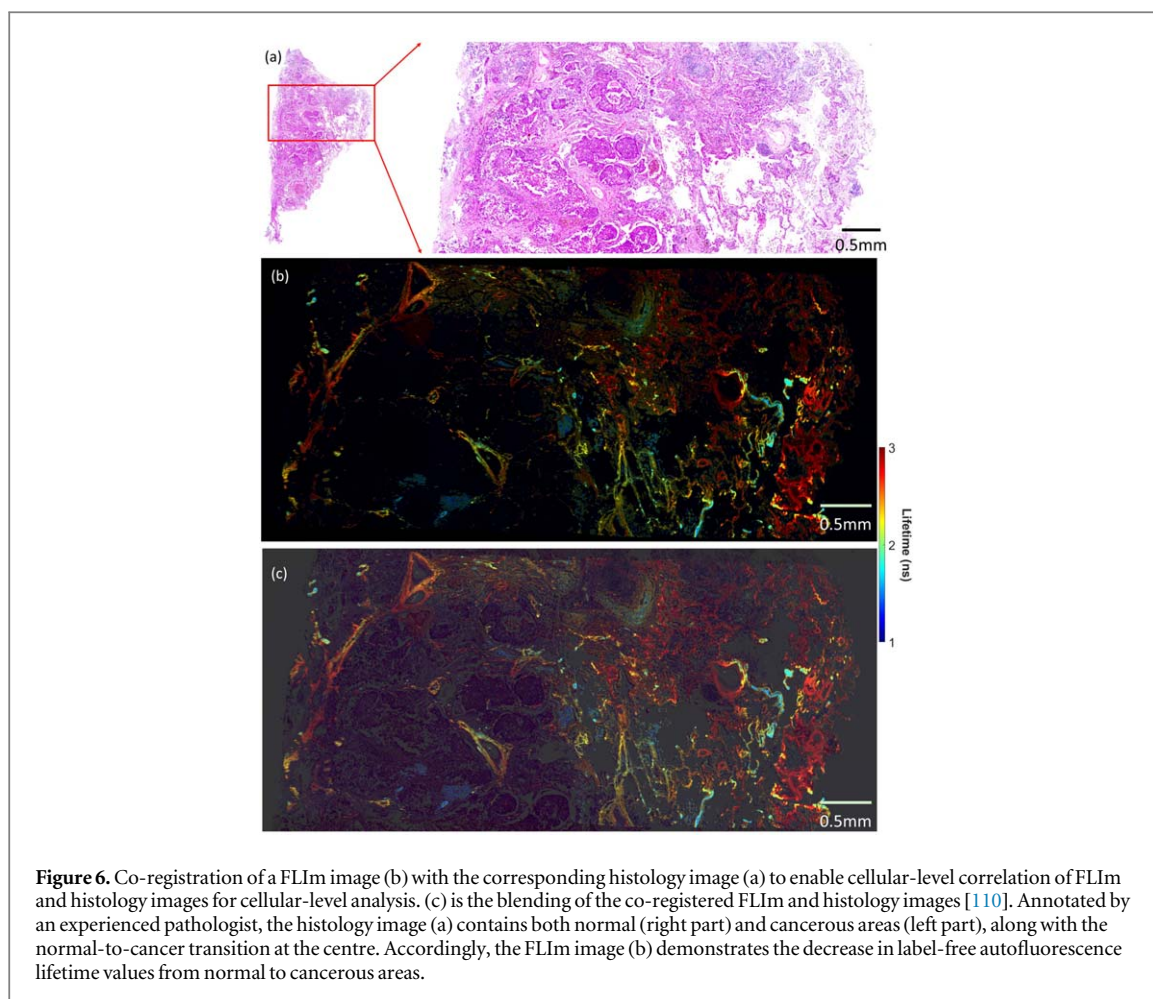 (a)
0.5mm
(b)
0.5mm
3
2
1
Lifetime (ns)
(c)
0.5mm
Figure 6. Co-registration of a FLIm image (b) with the corresponding histology image (a) to enable cellular-level correlation of FLIm
and histology images for cellular-level analysis. (c) is the blending of the co-registered FLIm and histology images [110]. Annotated by
an experienced pathologist, the histology image (a) contains both normal (right part) and cancerous areas (left part), along with the
normal-to-cancer transition at the centre. Accordingly, the FLIm image (b) demonstrates the decrease in label-free autofluorescence
lifetime values from normal to cancerous areas.